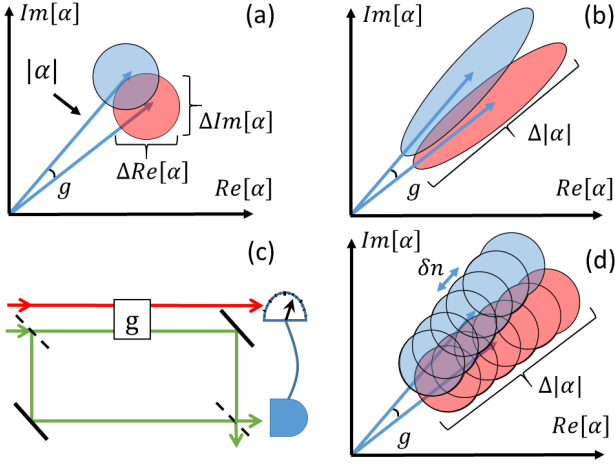 Im[α]
(a)
|α|
ΔIm[α]
ΔRe[α]
g
Re[α]
Im[α]
(b)
Δ|α|
g
Re[α]
(c)
g
Im[α]
(d)
δn
Δ|α|
g
Re[α]